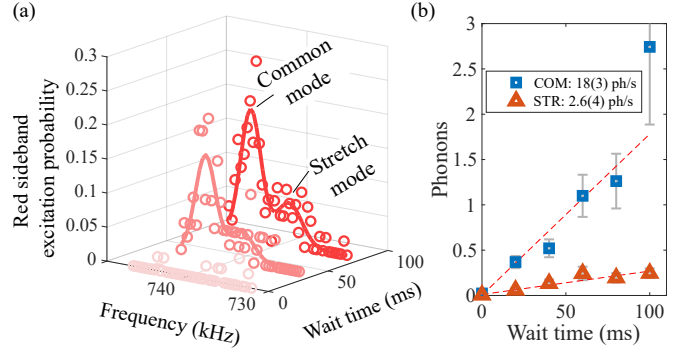 (a)
Red sideband
excitation probability
0.3
0.25
0.2
0.15
0.1
0.05
0
Common
mode
Stretch
mode
740
730
Frequency (kHz)
0
50
100
Wait time (ms)
(b)
Phonons
3
2.5
2
1.5
1
0.5
0
COM: 18(3) ph/s
STR: 2.6(4) ph/s
0
50
100
Wait time (ms)